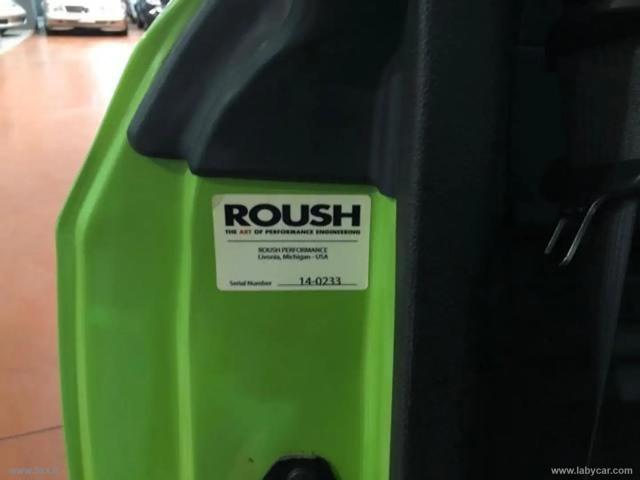 ROUSH
THE ART OF PERFORMANCE ENGINEERING
ROUSH PERFORMANCE
Livonia, Michigan - USA
Serial Number 14-0233
www.labycar.com